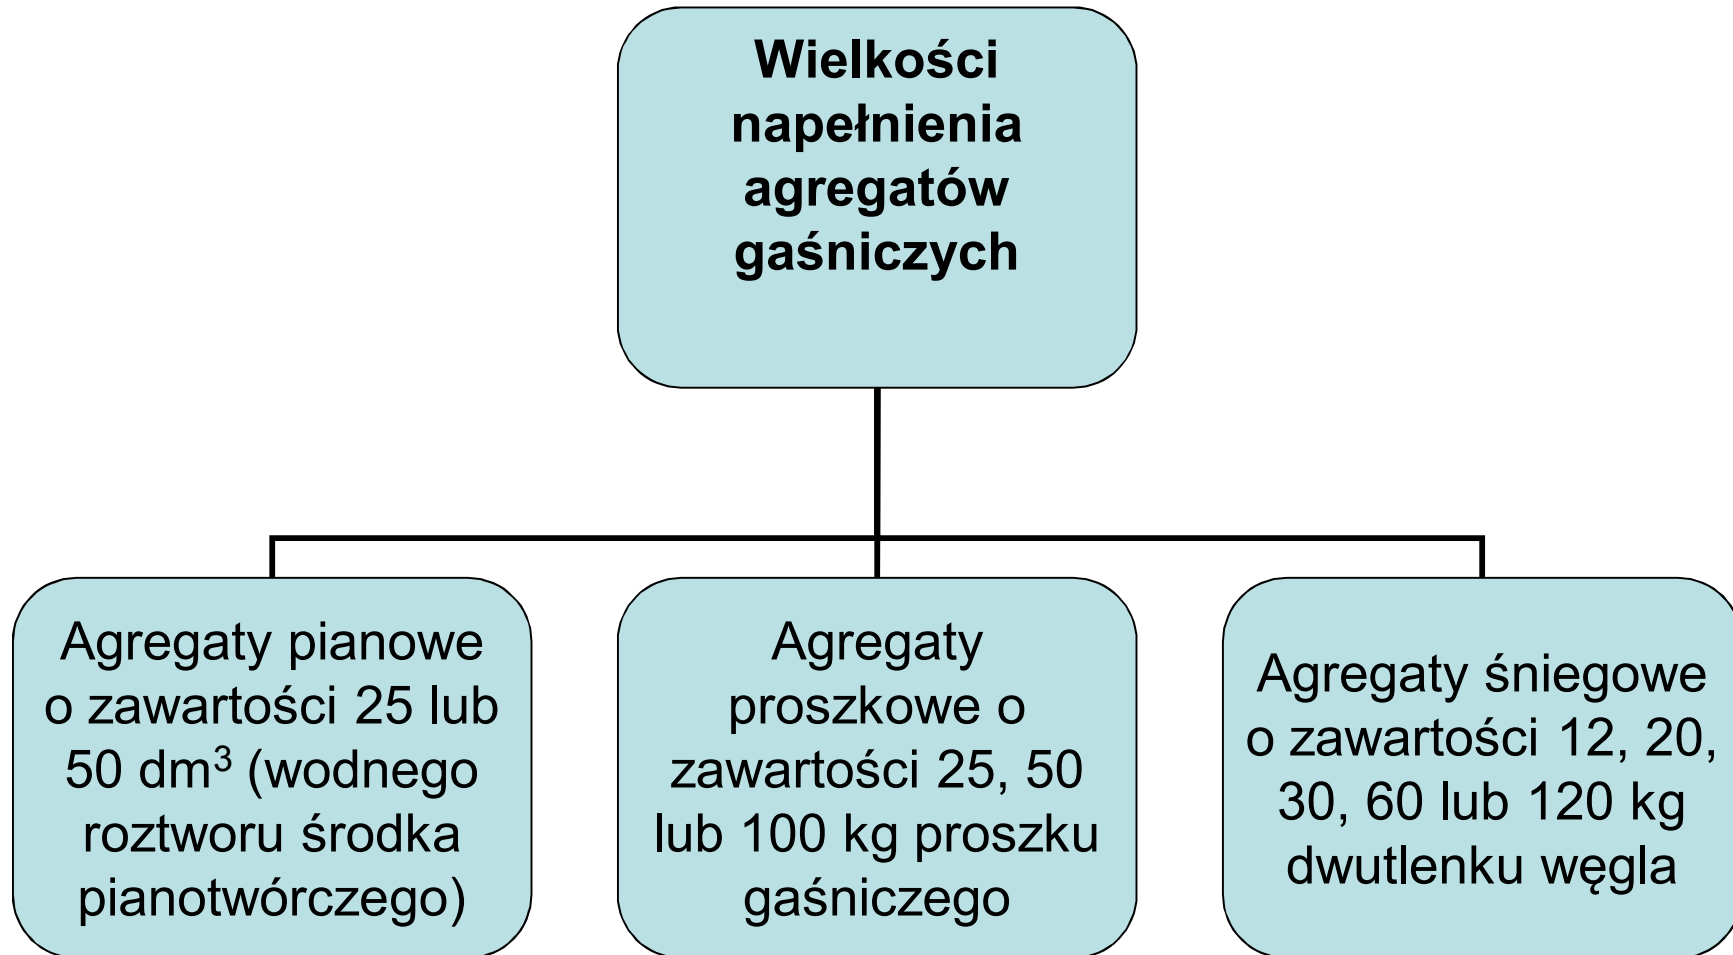 Wielkości
napełnienia
agregatów
gaśniczych
Agregaty pianowe
o zawartości 25 lub
50 dm³ (wodnego
roztworu środka
pianotwórczego)
Agregaty
proszkowe o
zawartości 25, 50
lub 100 kg proszku
gaśniczego
Agregaty śniegowe
o zawartości 12, 20,
30, 60 lub 120 kg
dwutlenku węgla